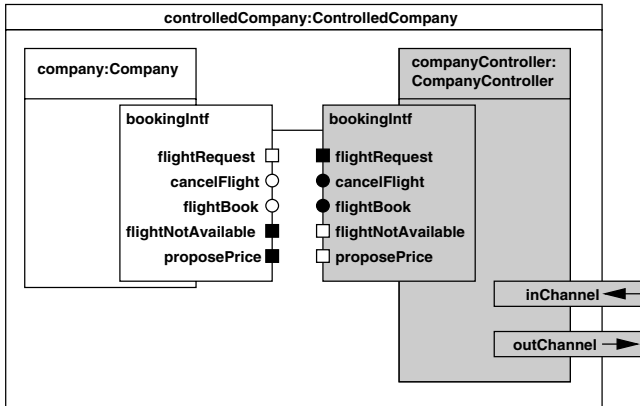 controlledCompany:ControlledCompany
company:Company
companyController:
CompanyController
bookingIntf
flightRequest
cancelFlight
flightBook
flightNotAvailable
proposePrice
bookingIntf
flightRequest
cancelFlight
flightBook
flightNotAvailable
proposePrice
inChannel
outChannel